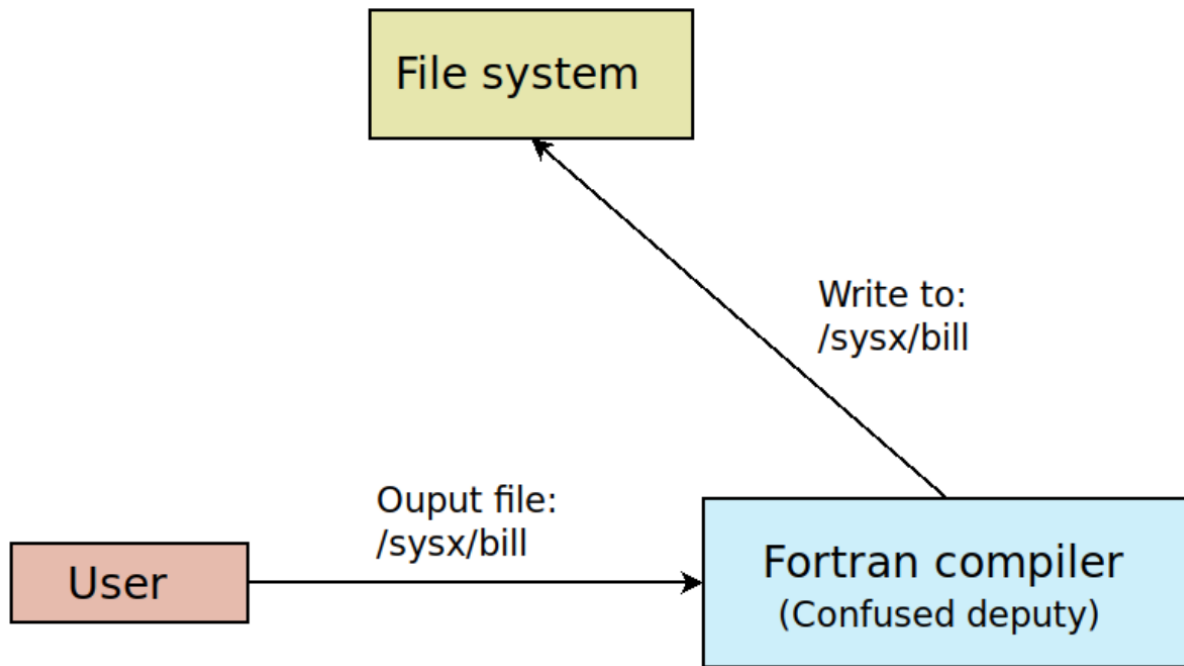 File system
Write to:
/sysx/bill
Ouput file:
/sysx/bill
User
Fortran compiler
(Confused deputy)